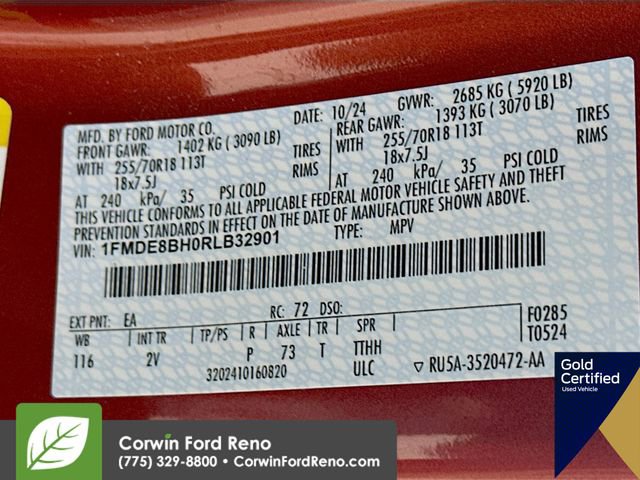 MFD. BY FORD MOTOR CO.
DATE: 10/24 GVWR: 2685 KG (5920 LB)
FRONT GAWR: 1402 KG (3090 LB)
REAR GAWR: 1393 KG (3070 LB)
WITH 255/70R18 113T TIRES
WITH 255/70R18 113T TIRES
18x7.5J RIMS
18x7.5J RIMS
AT 240 kPa/ 35 PSI COLD
AT 240 kPa/ 35 PSI COLD
THIS VEHICLE CONFORMS TO ALL APPLICABLE FEDERAL MOTOR VEHICLE SAFETY AND THEFT
PREVENTION STANDARDS IN EFFECT ON THE DATE OF MANUFACTURE SHOWN ABOVE.
VIN: 1FMDE8BH0RLB32901 TYPE: MPV
EXT PNT: EA RC: 72 DSO: F0285
WB INT TR TP/PS R AXLE TR SPR T0524
116 2V P 73 T TTHH
3202410160820 ULC ▽ RU5A-3520472-AA
Gold
Certified
Used Vehicle
Corwin Ford Reno
(775) 329-8800 • CorwinFordReno.com